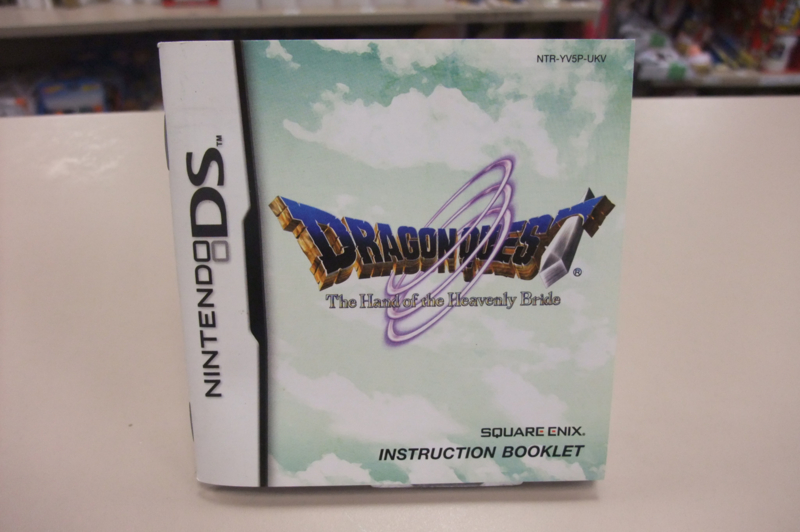 NTR-YV5P-UKV
NINTENDO DS™
DRAGON QUEST®
The Hand of the Heavenly Bride
SQUARE ENIX.
INSTRUCTION BOOKLET